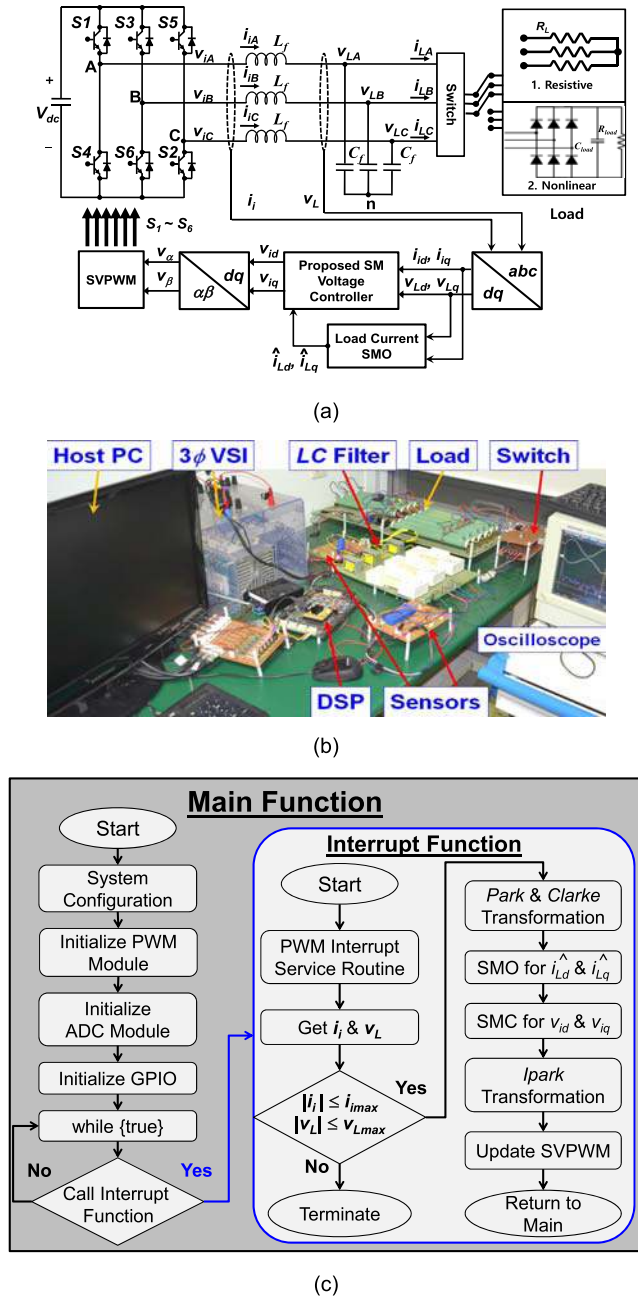 S1 S3 S5
A
B
C
+
V_dc
–
S4 S6 S2
v_iA
v_iB
v_iC
i_iA L_f
i_iB L_f
i_iC L_f
v_LA
v_LB
v_LC
i_LA
i_LB
i_LC
C_f C_f
n
Switch
R_L
1. Resistive
C_load R_load
2. Nonlinear
Load
i_i
v_L
S_1 ~ S_6
SVPWM
v_α
v_β
dq
αβ
v_id
v_iq
Proposed SM
Voltage
Controller
i_id, i_iq
v_Ld, v_Lq
abc
dq
Load Current
SMO
î_Ld, î_Lq
(a)
Host PC 3ϕ VSI LC Filter Load Switch
Oscilloscope
DSP Sensors
(b)
Main Function
Start
System
Configuration
Initialize PWM
Module
Initialize
ADC Module
Initialize GPIO
while {true}
No Yes
Call Interrupt
Function
Interrupt Function
Start
PWM Interrupt
Service Routine
Get i_i & v_L
|i_i| ≤ i_imax
|v_L| ≤ v_Lmax
Yes
No
Terminate
Park & Clarke
Transformation
SMO for î_Ld & î_Lq
SMC for v_id & v_iq
Ipark
Transformation
Update SVPWM
Return to
Main
(c)